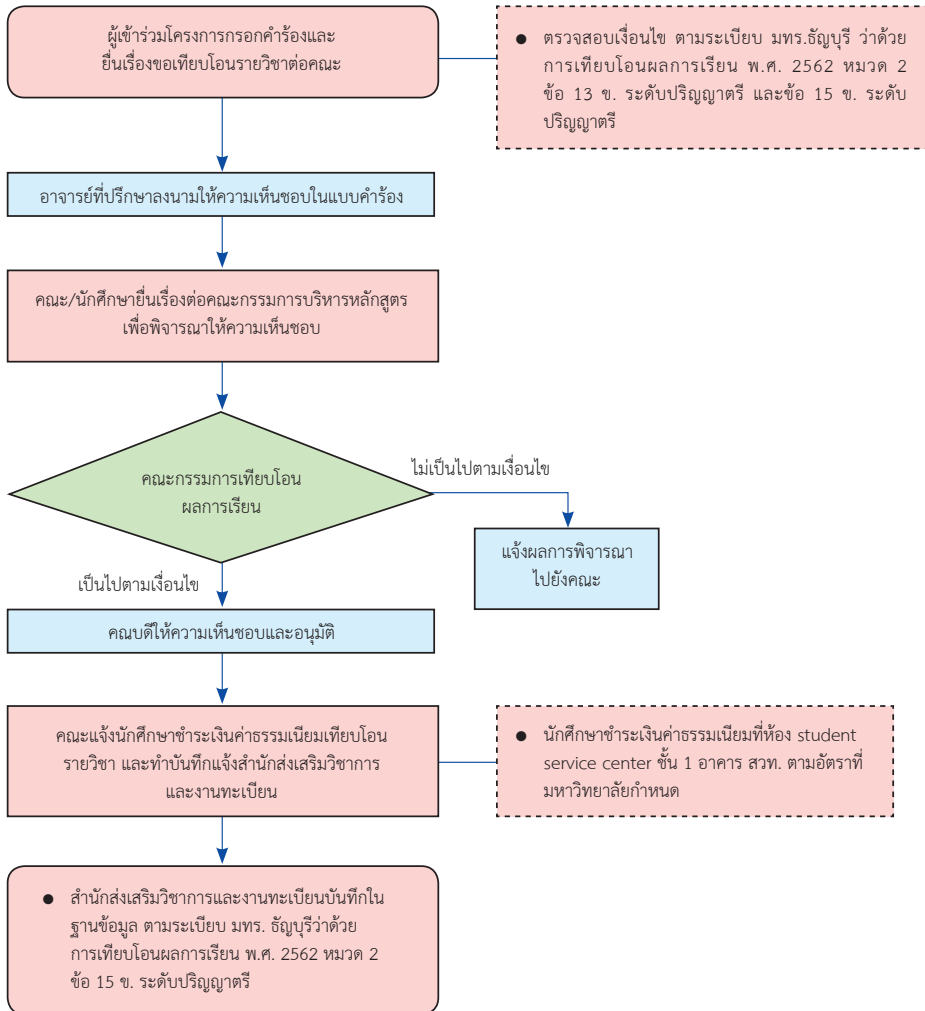 ผู้เข้าร่วมโครงการกรอกคำร้องและ
ยื่นเรื่องขอเทียบโอนรายวิชาต่อคณะ
● ตรวจสอบเงื่อนไข ตามระเบียบ มทร.ธัญบุรี ว่าด้วย
การเทียบโอนผลการเรียน พ.ศ. 2562 หมวด 2
ข้อ 13 ข. ระดับปริญญาตรี และข้อ 15 ข. ระดับ
ปริญญาตรี
อาจารย์ที่ปรึกษาลงนามให้ความเห็นชอบในแบบคำร้อง
คณะ/นักศึกษายื่นเรื่องต่อคณะกรรมการบริหารหลักสูตร
เพื่อพิจารณาให้ความเห็นชอบ
คณะกรรมการเทียบโอน
ผลการเรียน
ไม่เป็นไปตามเงื่อนไข
แจ้งผลการพิจารณา
ไปยังคณะ
เป็นไปตามเงื่อนไข
คณบดีให้ความเห็นชอบและอนุมัติ
คณะแจ้งนักศึกษาชำระเงินค่าธรรมเนียมเทียบโอน
รายวิชา และทำบันทึกแจ้งสำนักส่งเสริมวิชาการ
และงานทะเบียน
● นักศึกษาชำระเงินค่าธรรมเนียมที่ห้อง student
service center ชั้น 1 อาคาร สวท. ตามอัตราที่
มหาวิทยาลัยกำหนด
● สำนักส่งเสริมวิชาการและงานทะเบียนบันทึกใน
ฐานข้อมูล ตามระเบียบ มทร. ธัญบุรีว่าด้วย
การเทียบโอนผลการเรียน พ.ศ. 2562 หมวด 2
ข้อ 15 ข. ระดับปริญญาตรี